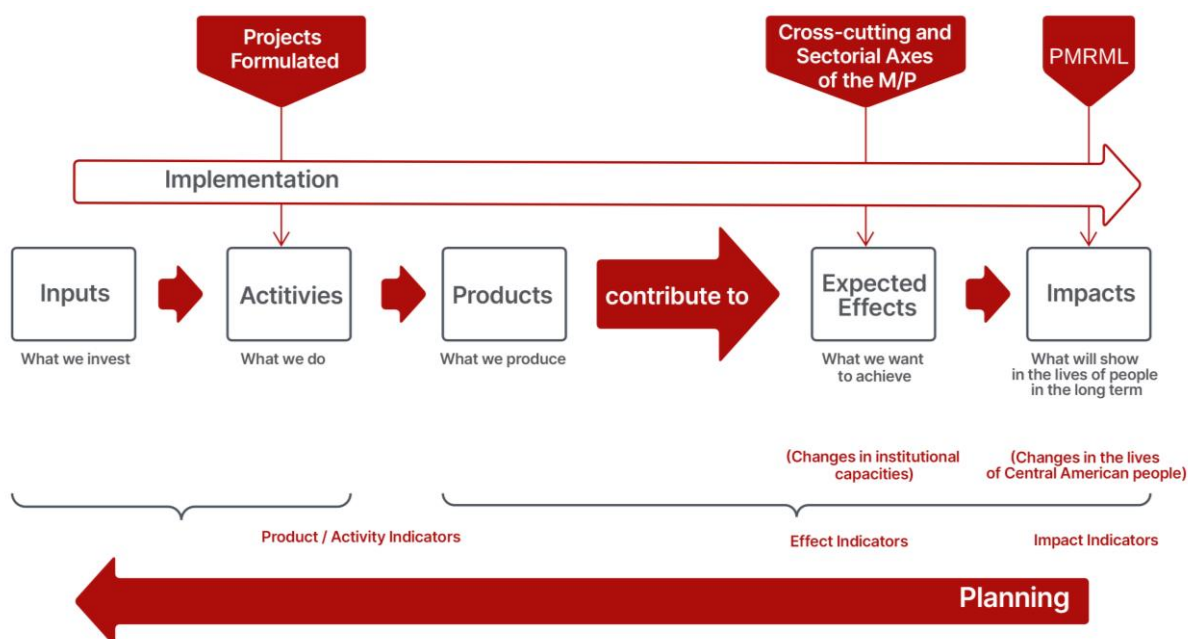 Projects
Formulated
Cross-cutting and
Sectorial Axes
of the M/P
PMRML
Implementation
Inputs
Actitivies
Products
contribute to
Expected
Effects
Impacts
What we invest
What we do
What we produce
What we want
to achieve
What will show
in the lives of people
in the long term
(Changes in institutional
capacities)
(Changes in the lives
of Central American people)
Product / Activity Indicators
Effect Indicators
Impact Indicators
Planning